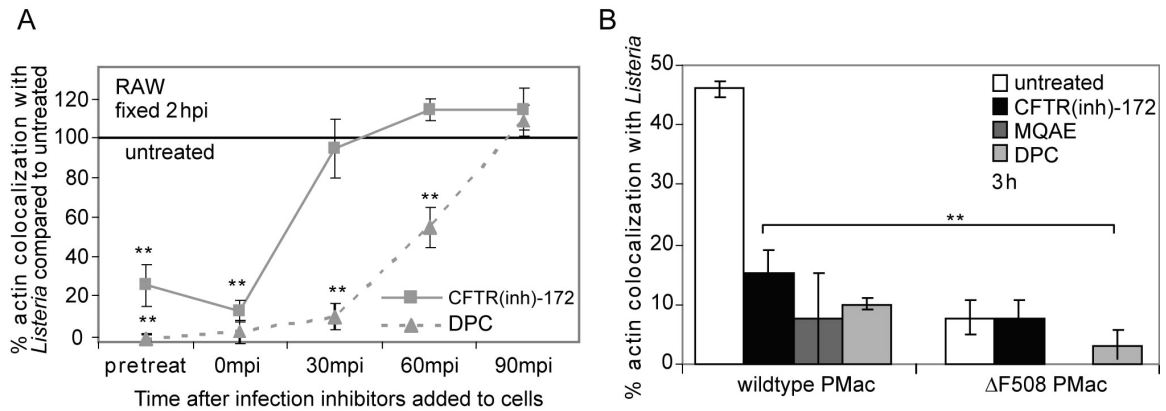 A
% actin colocalization with
Listeria compared to untreated
120
100
80
60
40
20
0
RAW
fixed 2hpi
untreated
**
**
**
**
**
CFTR(inh)-172
DPC
pretreat 0mpi 30mpi 60mpi 90mpi
Time after infection inhibitors added to cells
B
% actin colocalization with Listeria
50
40
30
20
10
0
untreated
CFTR(inh)-172
MQAE
DPC
3h
**
wildtype PMac ΔF508 PMac